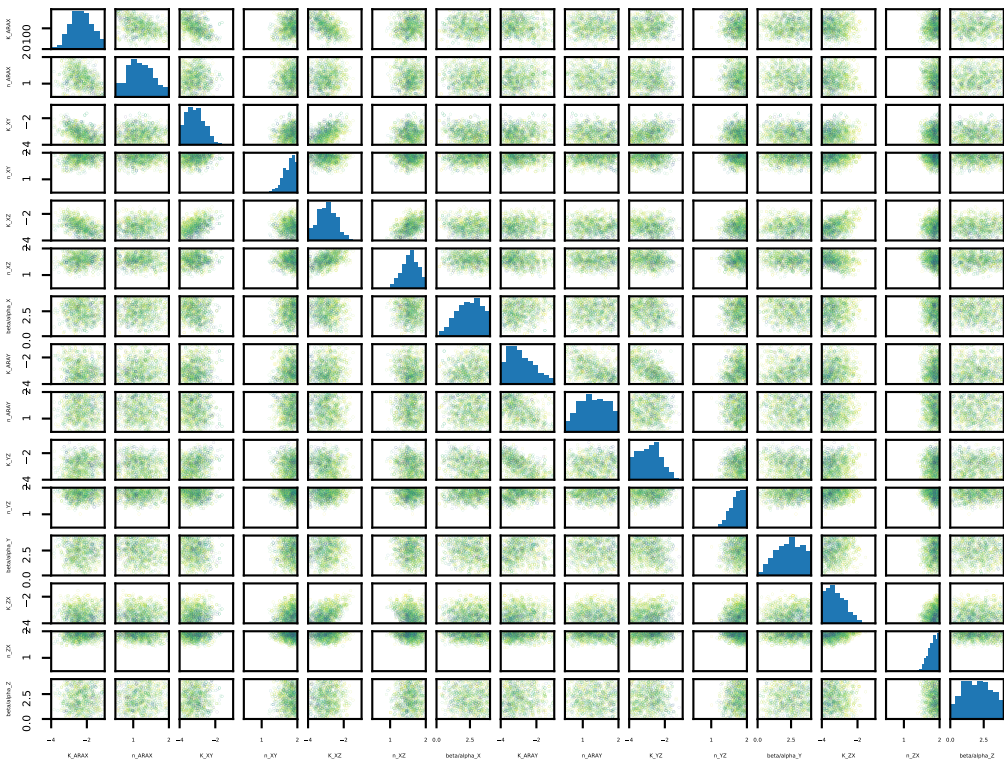 K_ARAX
n_ARAX
1
K_XY
−2
n_XY
1
K_XZ
−2
n_XZ
1
beta/alpha_X
2.5
0.0
K_ARAY
−2
n_ARAY
1
K_YZ
−2
n_YZ
1
beta/alpha_Y
2.5
K_ZX
−2
n_ZX
1
beta/alpha_Z
2.5
0.0
−4 −2 1 2 −4 −2 1 2 −4 −2 1 2 0.0 2.5 −4 −2 1 2 −4 −2 1 2 0.0 2.5 −4 −2 1 2 0.0 2.5
K_ARAX n_ARAX K_XY n_XY K_XZ n_XZ beta/alpha_X K_ARAY n_ARAY K_YZ n_YZ beta/alpha_Y K_ZX n_ZX beta/alpha_Z